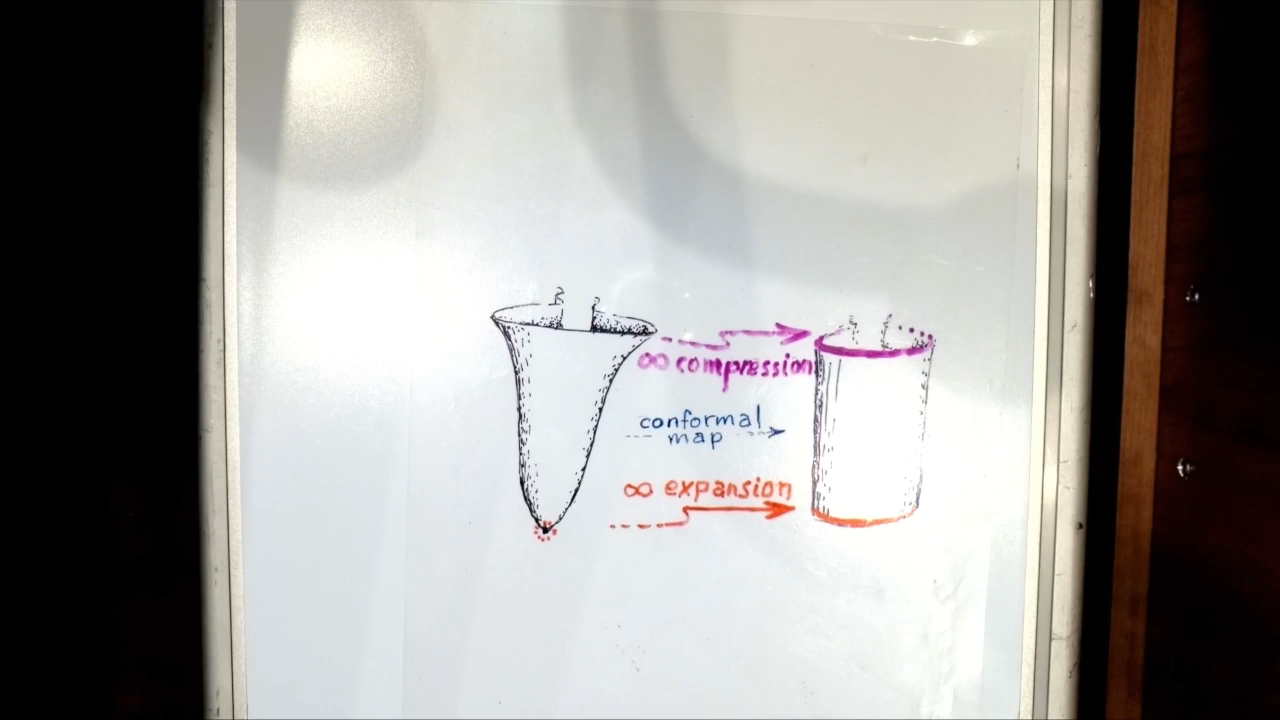 ∞ compression
conformal
map
∞ expansion